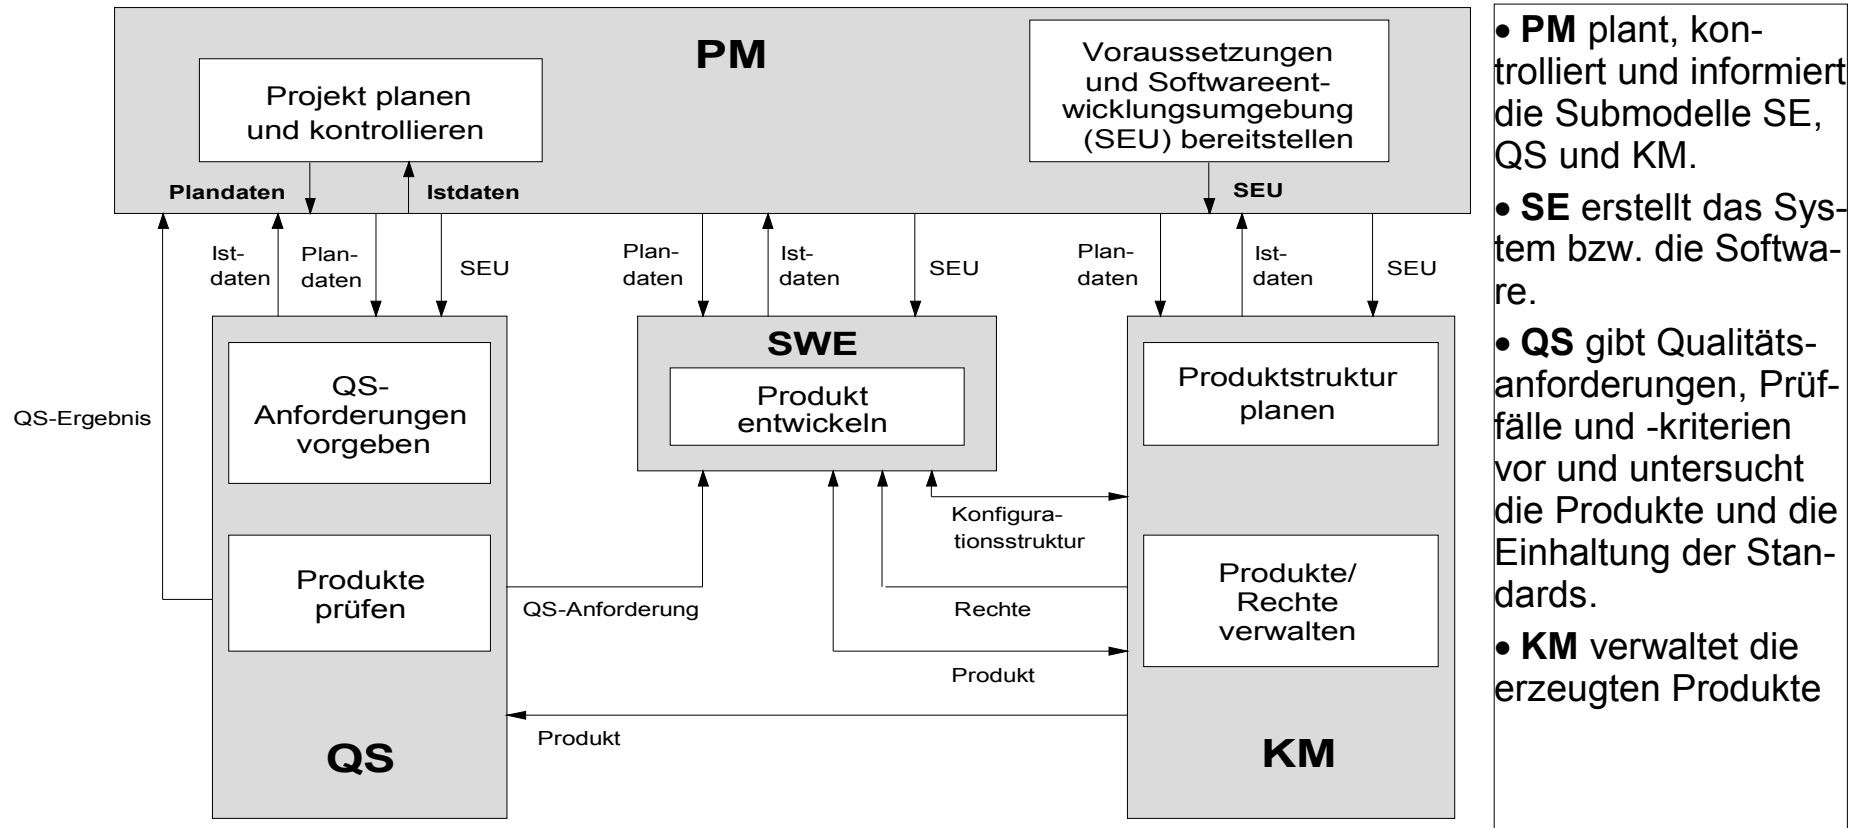 PM
Projekt planen
und kontrollieren
Voraussetzungen
und Softwareent-
wicklungsumgebung
(SEU) bereitstellen
Plandaten
Istdaten
SEU
Ist-
daten
Plan-
daten
SEU
Plan-
daten
Ist-
daten
SEU
Plan-
daten
Ist-
daten
SEU
QS-Ergebnis
QS-
Anforderungen
vorgeben
Produkte
prüfen
QS
SWE
Produkt
entwickeln
QS-Anforderung
Konfigura-
tionsstruktur
Rechte
Produkt
Produkt
Produktstruktur
planen
Produkte/
Rechte
verwalten
KM
• PM plant, kon-
trolliert und informiert
die Submodelle SE,
QS und KM.
• SE erstellt das Sys-
tem bzw. die Softwa-
re.
• QS gibt Qualitäts-
anforderungen, Prüf-
fälle und -kriterien
vor und untersucht
die Produkte und die
Einhaltung der Stan-
dards.
• KM verwaltet die
erzeugten Produkte